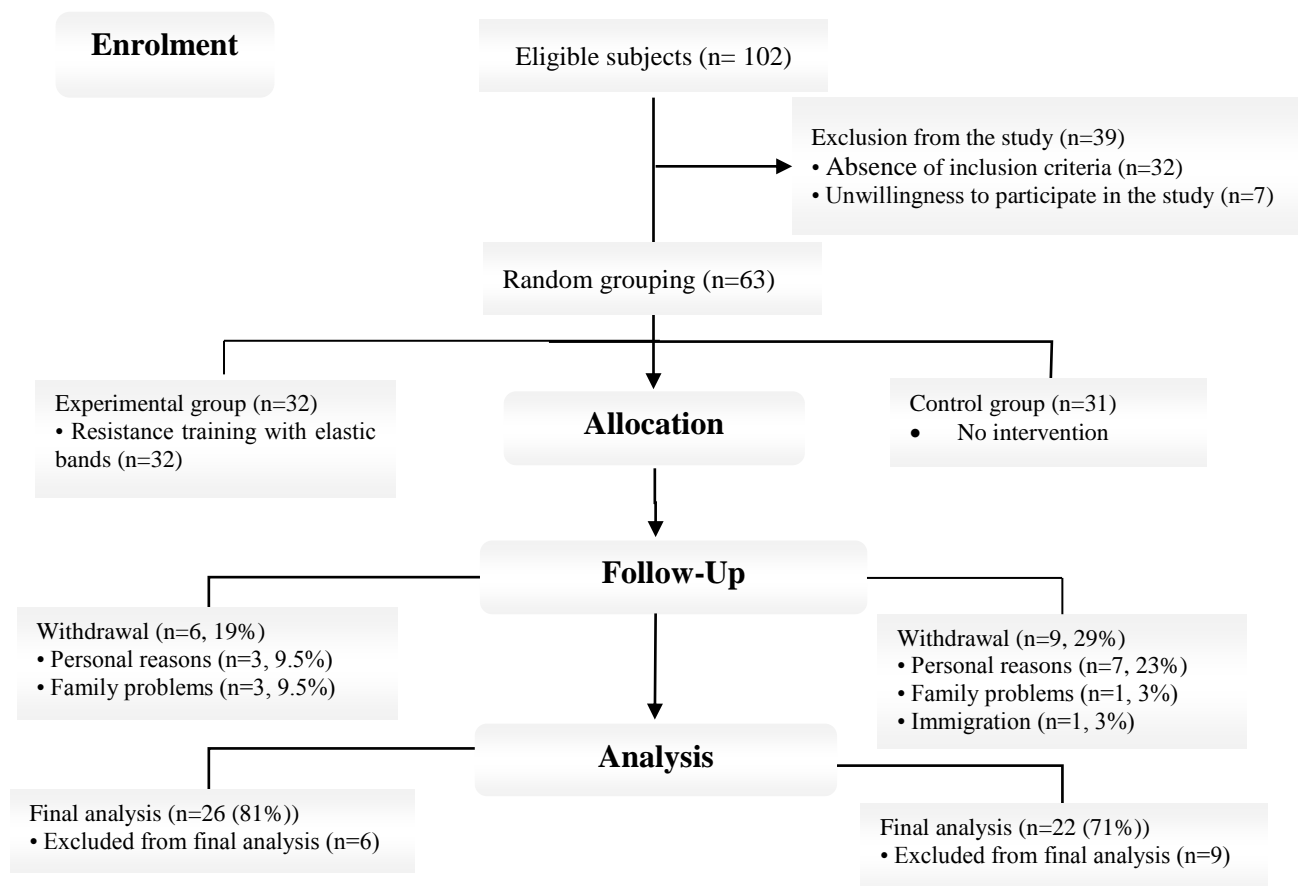 Enrolment
Eligible subjects (n= 102)
Exclusion from the study (n=39)
• Absence of inclusion criteria (n=32)
• Unwillingness to participate in the study (n=7)
Random grouping (n=63)
Experimental group (n=32)
• Resistance training with elastic
bands (n=32)
Allocation
Control group (n=31)
• No intervention
Follow-Up
Withdrawal (n=6, 19%)
• Personal reasons (n=3, 9.5%)
• Family problems (n=3, 9.5%)
Withdrawal (n=9, 29%)
• Personal reasons (n=7, 23%)
• Family problems (n=1, 3%)
• Immigration (n=1, 3%)
Analysis
Final analysis (n=26 (81%))
• Excluded from final analysis (n=6)
Final analysis (n=22 (71%))
• Excluded from final analysis (n=9)